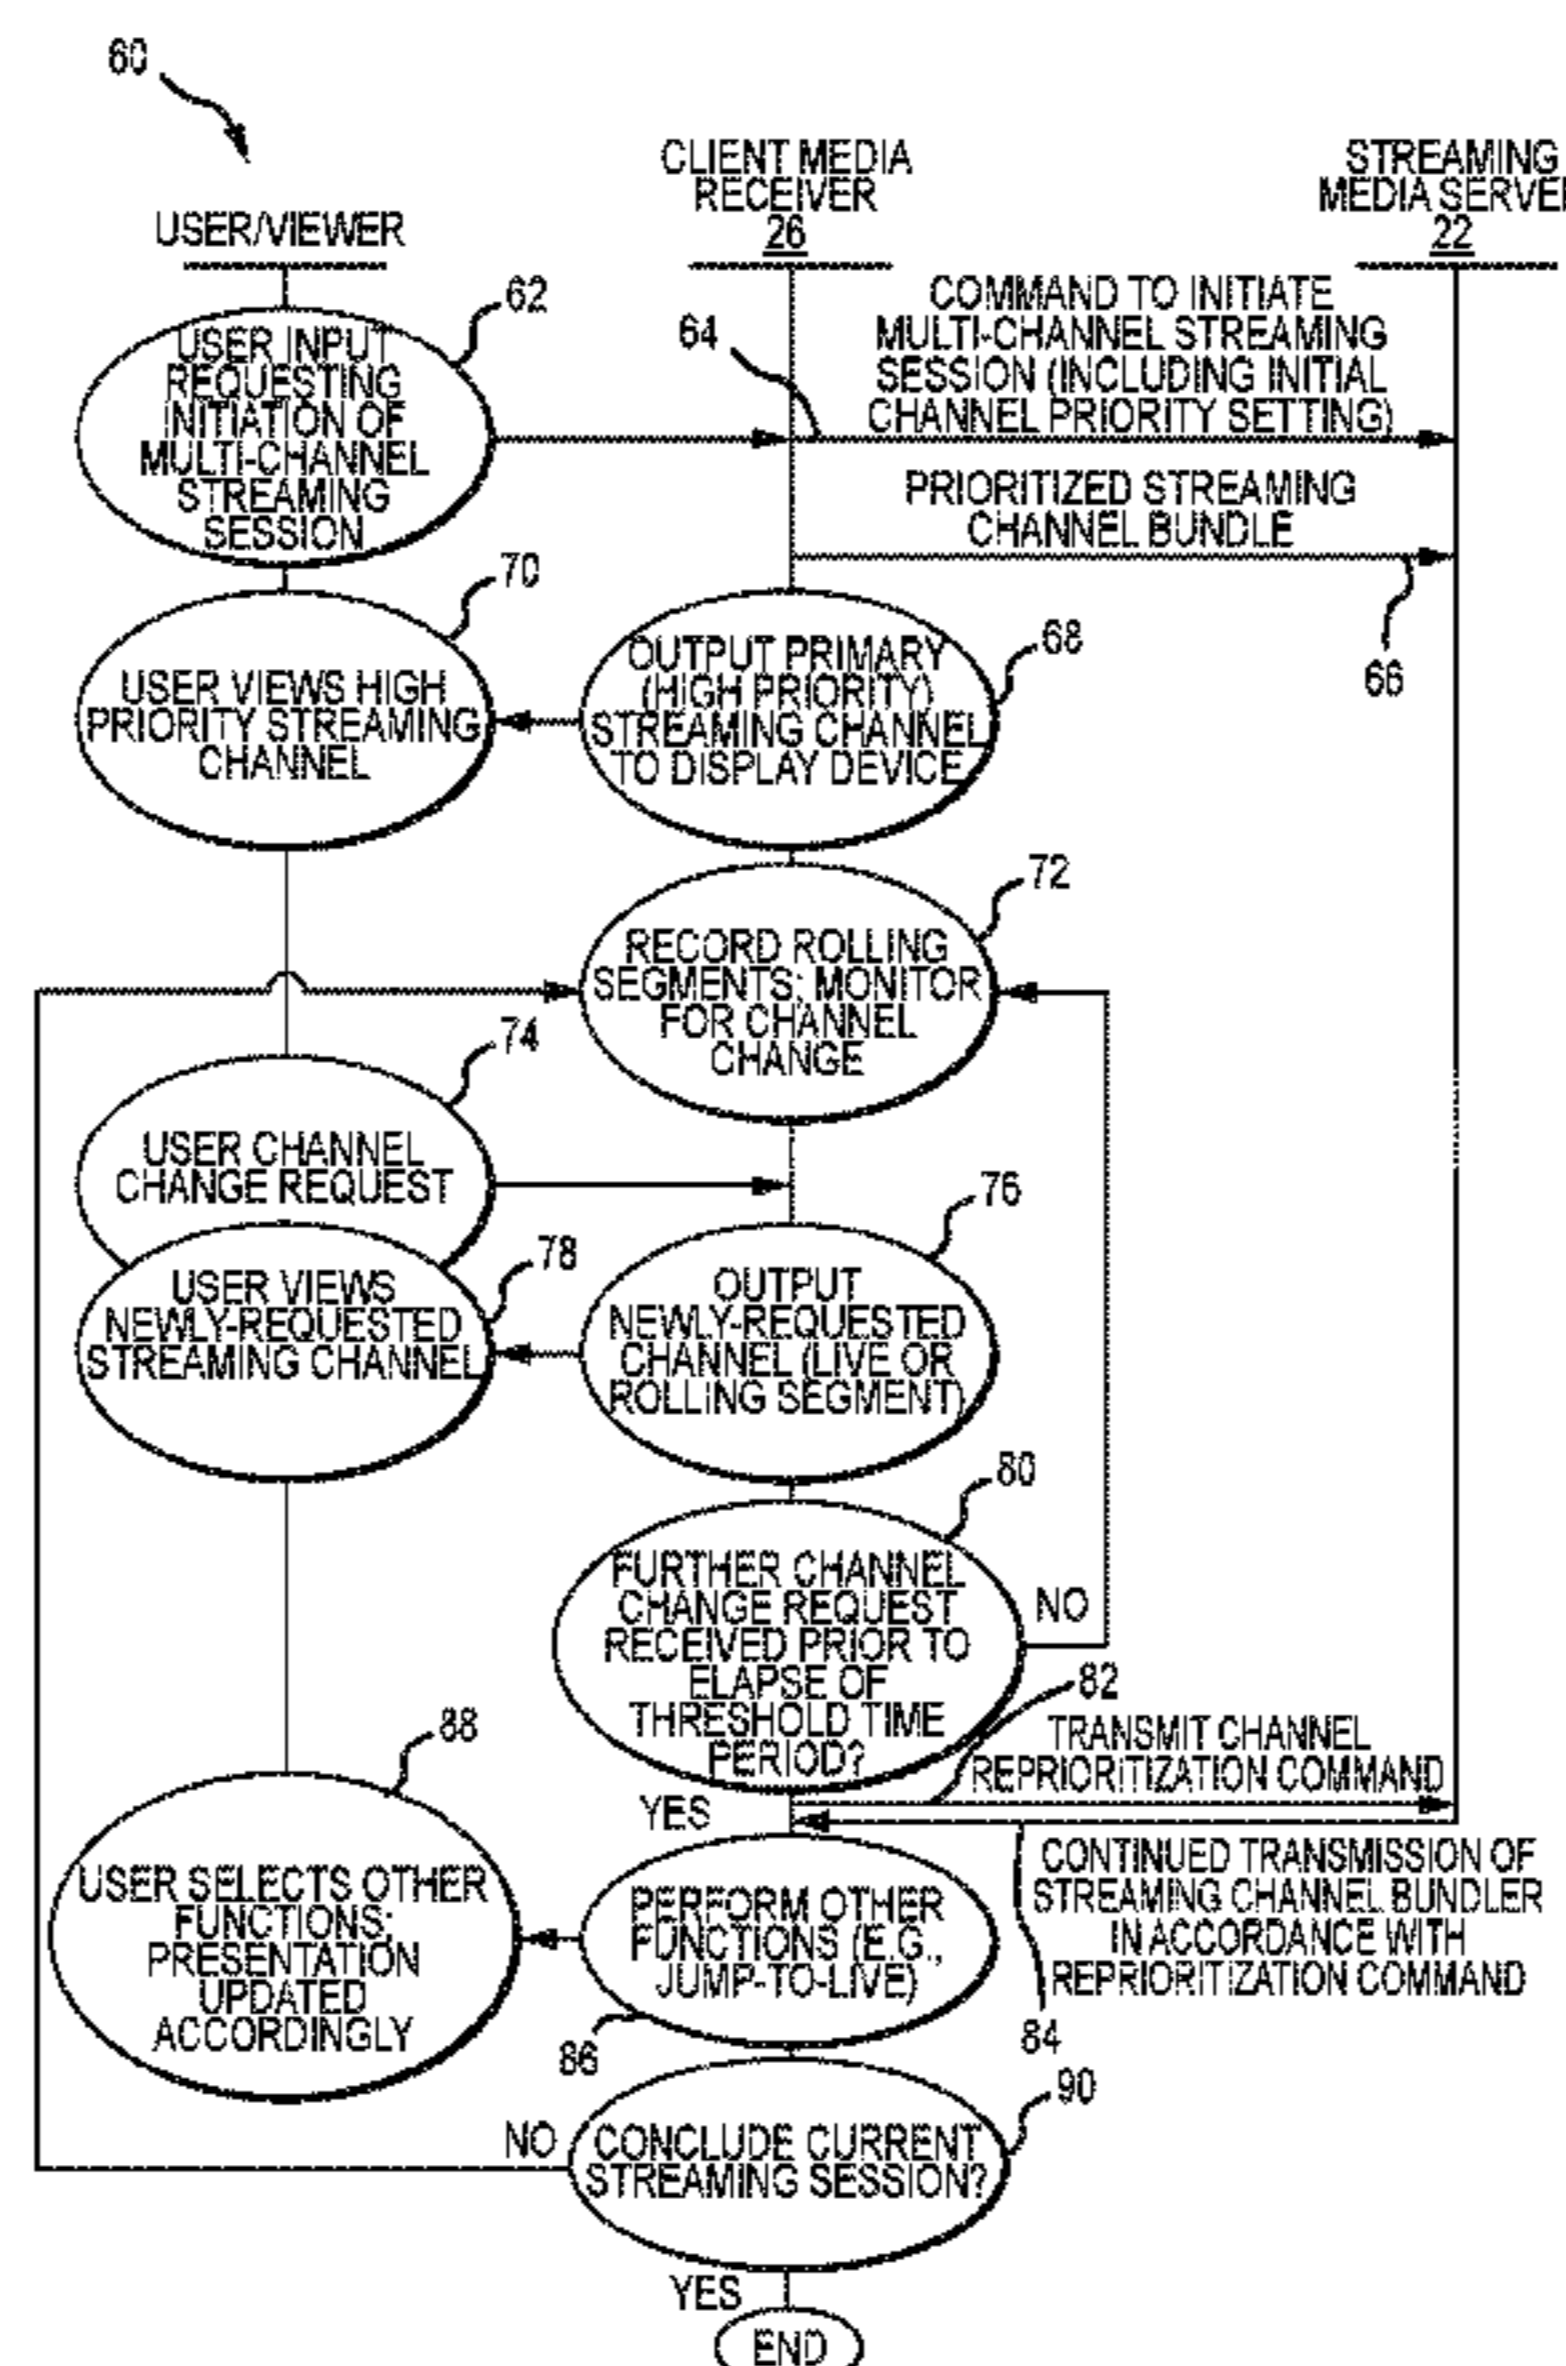 60
CLIENT MEDIA
RECEIVER
26
STREAMING
MEDIA SERVE
22
USER/VIEWER
62
USER INPUT
REQUESTING
INITIATION OF
MULTI-CHANNEL
STREAMING
SESSION
64
COMMAND TO INITIATE
MULTI-CHANNEL STREAMING
SESSION (INCLUDING INITIAL
CHANNEL PRIORITY SETTING)
PRIORITIZED STREAMING
CHANNEL BUNDLE
66
70
USER VIEWS HIGH
PRIORITY STREAMING
CHANNEL
68
OUTPUT PRIMARY
(HIGH PRIORITY)
STREAMING CHANNEL
TO DISPLAY DEVICE
72
RECORD ROLLING
SEGMENTS; MONITOR
FOR CHANNEL
CHANGE
74
USER CHANNEL
CHANGE REQUEST
76
OUTPUT
NEWLY-REQUESTED
CHANNEL (LIVE OR
ROLLING SEGMENT)
78
USER VIEWS
NEWLY-REQUESTED
STREAMING CHANNEL
80
FURTHER CHANNEL
CHANGE REQUEST
RECEIVED PRIOR TO
ELAPSE OF
THRESHOLD TIME
PERIOD?
NO
YES
82
TRANSMIT CHANNEL
REPRIORITIZATION COMMAND
CONTINUED TRANSMISSION OF
STREAMING CHANNEL BUNDLER
IN ACCORDANCE WITH
REPRIORITIZATION COMMAND
84
PERFORM OTHER
FUNCTIONS (E.G.,
JUMP-TO-LIVE)
86
88
USER SELECTS OTHER
FUNCTIONS;
PRESENTATION
UPDATED
ACCORDINGLY
90
NO
CONCLUDE CURRENT
STREAMING SESSION?
YES
END